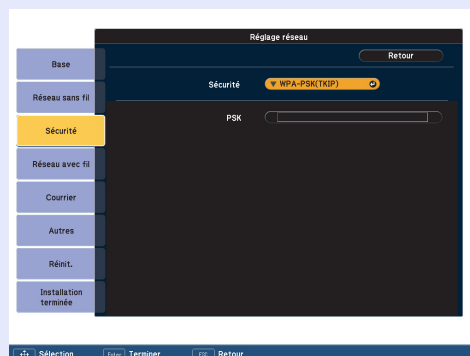 Réglage réseau
Retour
Base
Réseau sans fil
Sécurité
Réseau avec fil
Courrier
Autres
Réinit.
Installation
terminée
Sécurité
WPA-PSK(TKIP)
PSK
Sélection
Enter Terminer
ESC Retour